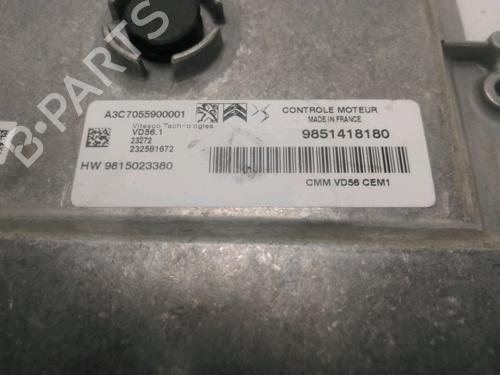 A3C7055900001
Vitesco Technologies
VD56.1
23272
232581672
HW 9815023380
CONTROLE MOTEUR
MADE IN FRANCE
9851418180
CMM VD56 CEM1
B-PARTS